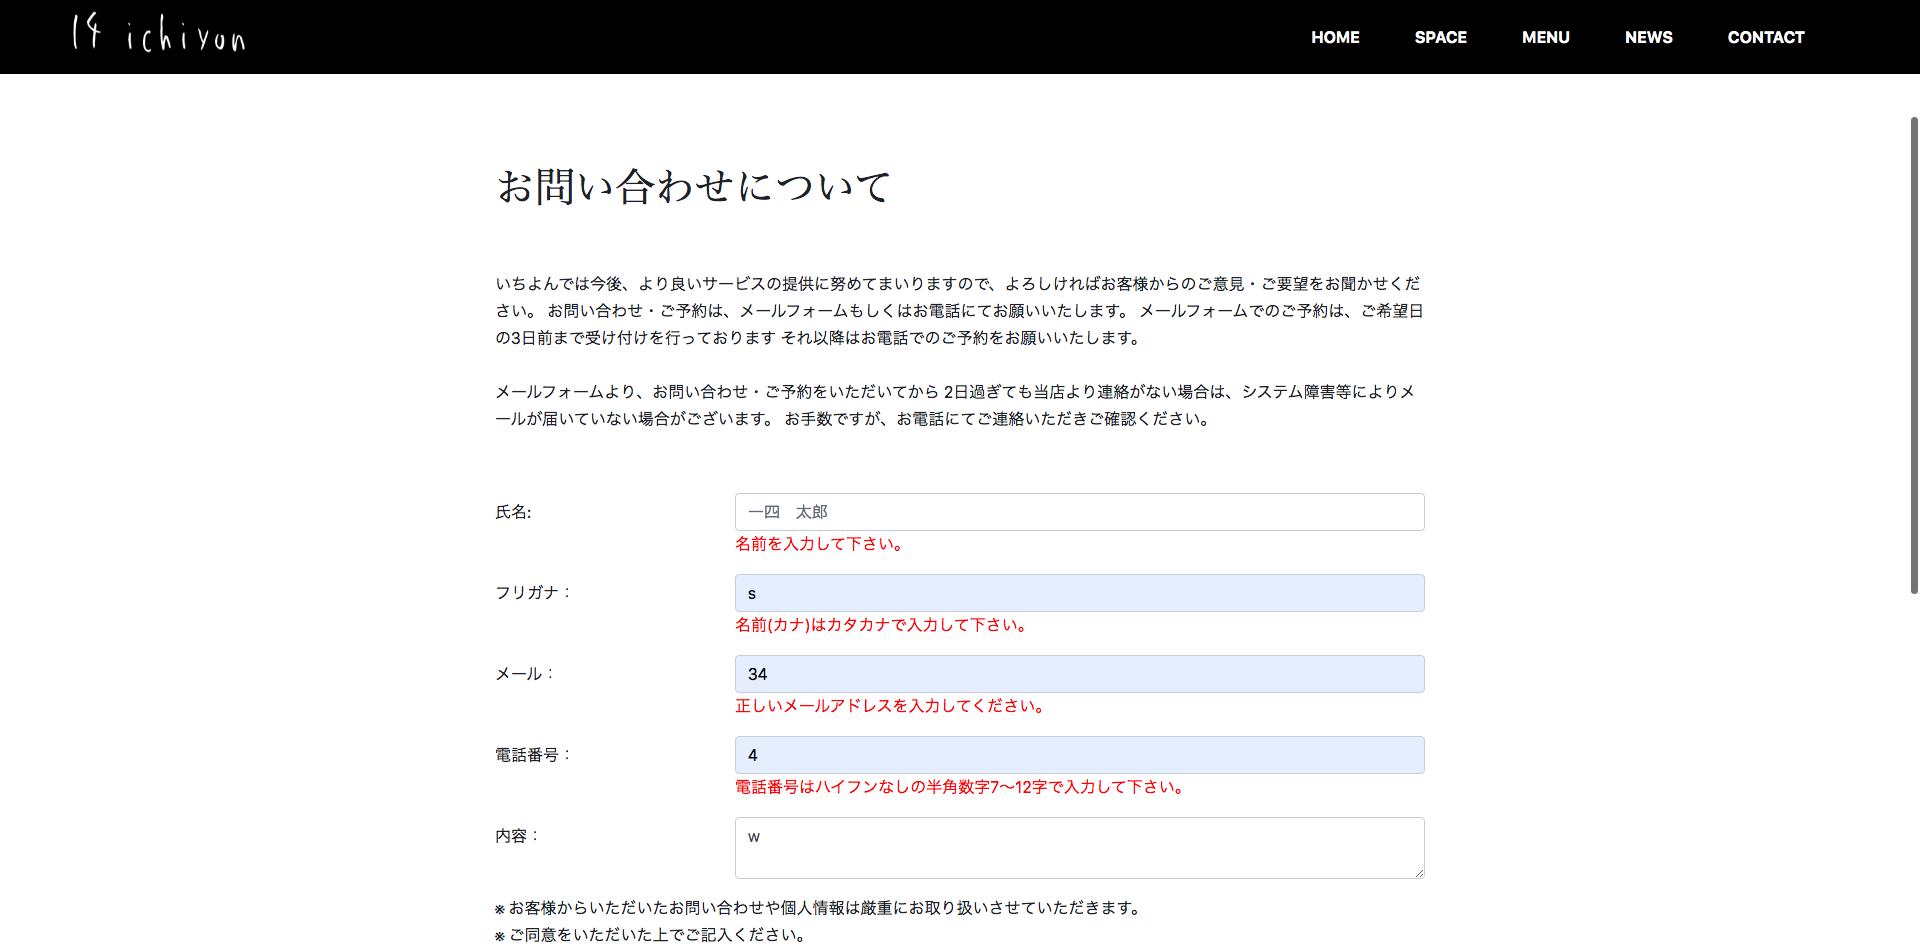 14 ichiyon
HOME SPACE MENU NEWS CONTACT
お問い合わせについて
いちよんでは今後、より良いサービスの提供に努めてまいりますので、よろしければお客様からのご意見・ご要望をお聞かせくだ
さい。 お問い合わせ・ご予約は、メールフォームもしくはお電話にてお願いいたします。 メールフォームでのご予約は、ご希望日
の3日前まで受け付けを行っております それ以降はお電話でのご予約をお願いいたします。
メールフォームより、お問い合わせ・ご予約をいただいてから 2日過ぎても当店より連絡がない場合は、システム障害等によりメ
ールが届いていない場合がございます。 お手数ですが、お電話にてご連絡いただきご確認ください。
氏名:
一四　太郎
名前を入力して下さい。
フリガナ：
s
名前(カナ)はカタカナで入力して下さい。
メール：
34
正しいメールアドレスを入力してください。
電話番号：
4
電話番号はハイフンなしの半角数字7〜12字で入力して下さい。
内容：
w
※ お客様からいただいたお問い合わせや個人情報は厳重にお取り扱いさせていただきます。
※ ご同意をいただいた上でご記入ください。